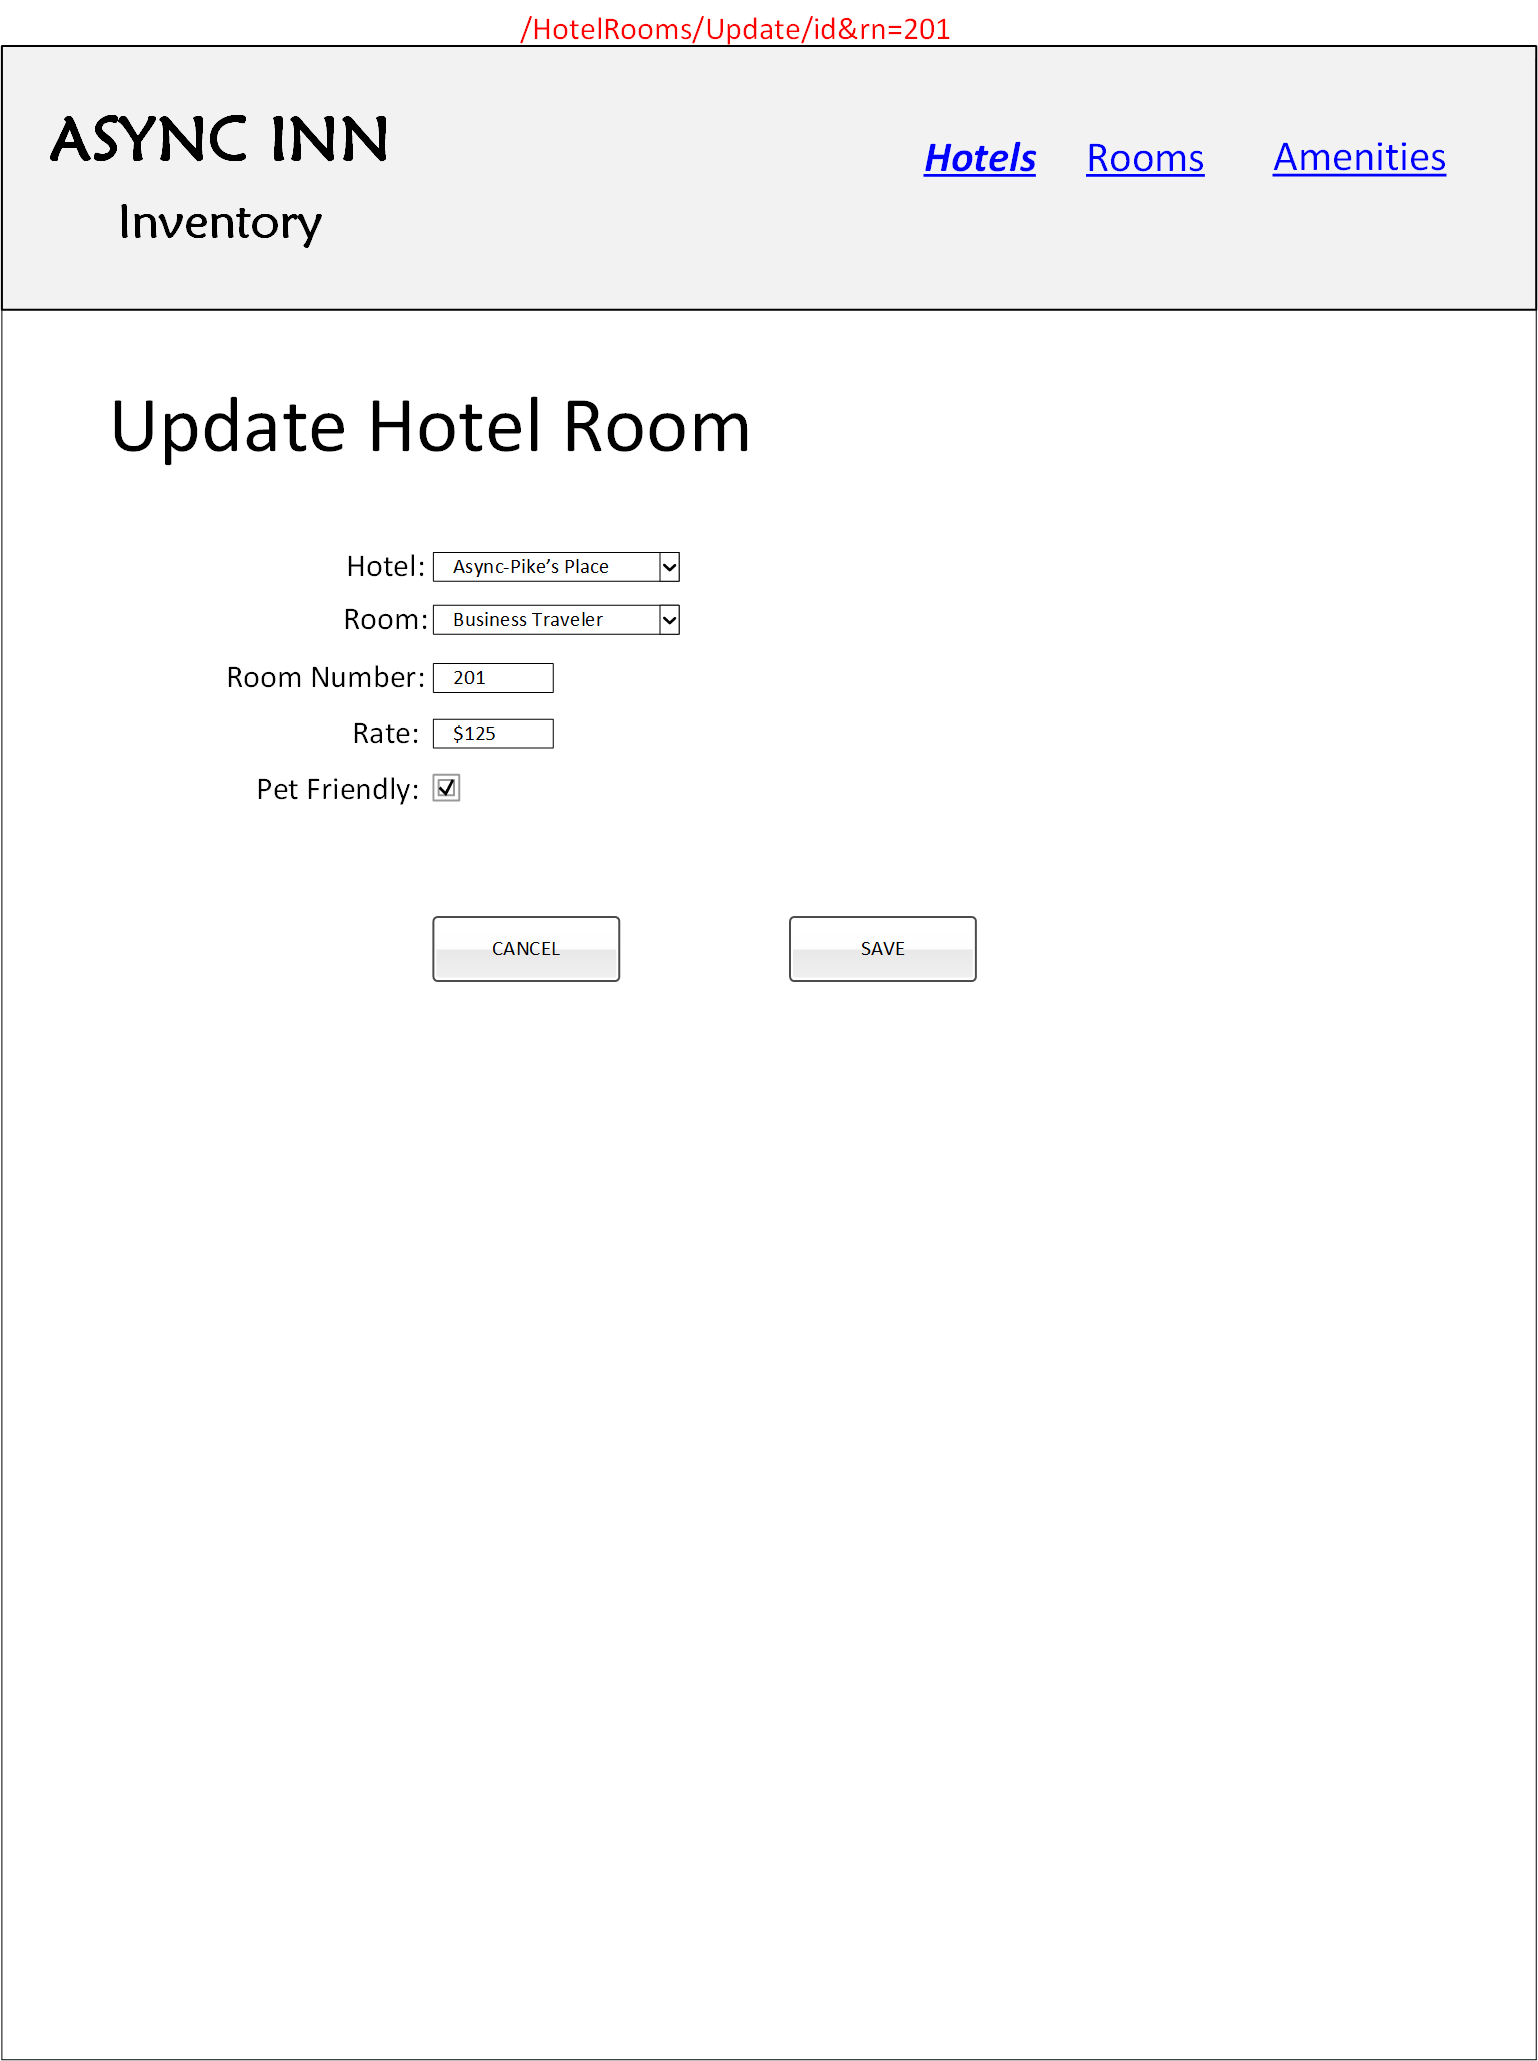 /HotelRooms/Update/id&rn=201
ASYNC INN
Inventory
Hotels Rooms Amenities
Update Hotel Room
Hotel: Async-Pike’s Place
Room: Business Traveler
Room Number: 201
Rate: $125
Pet Friendly:
CANCEL SAVE